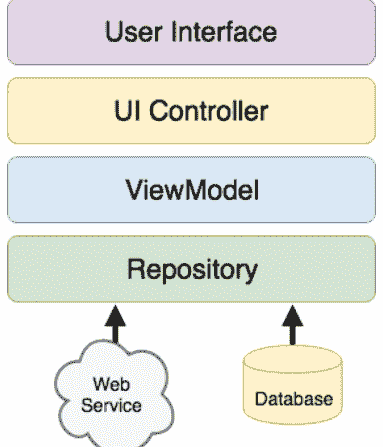 User Interface
UI Controller
ViewModel
Repository
Web
Service
Database